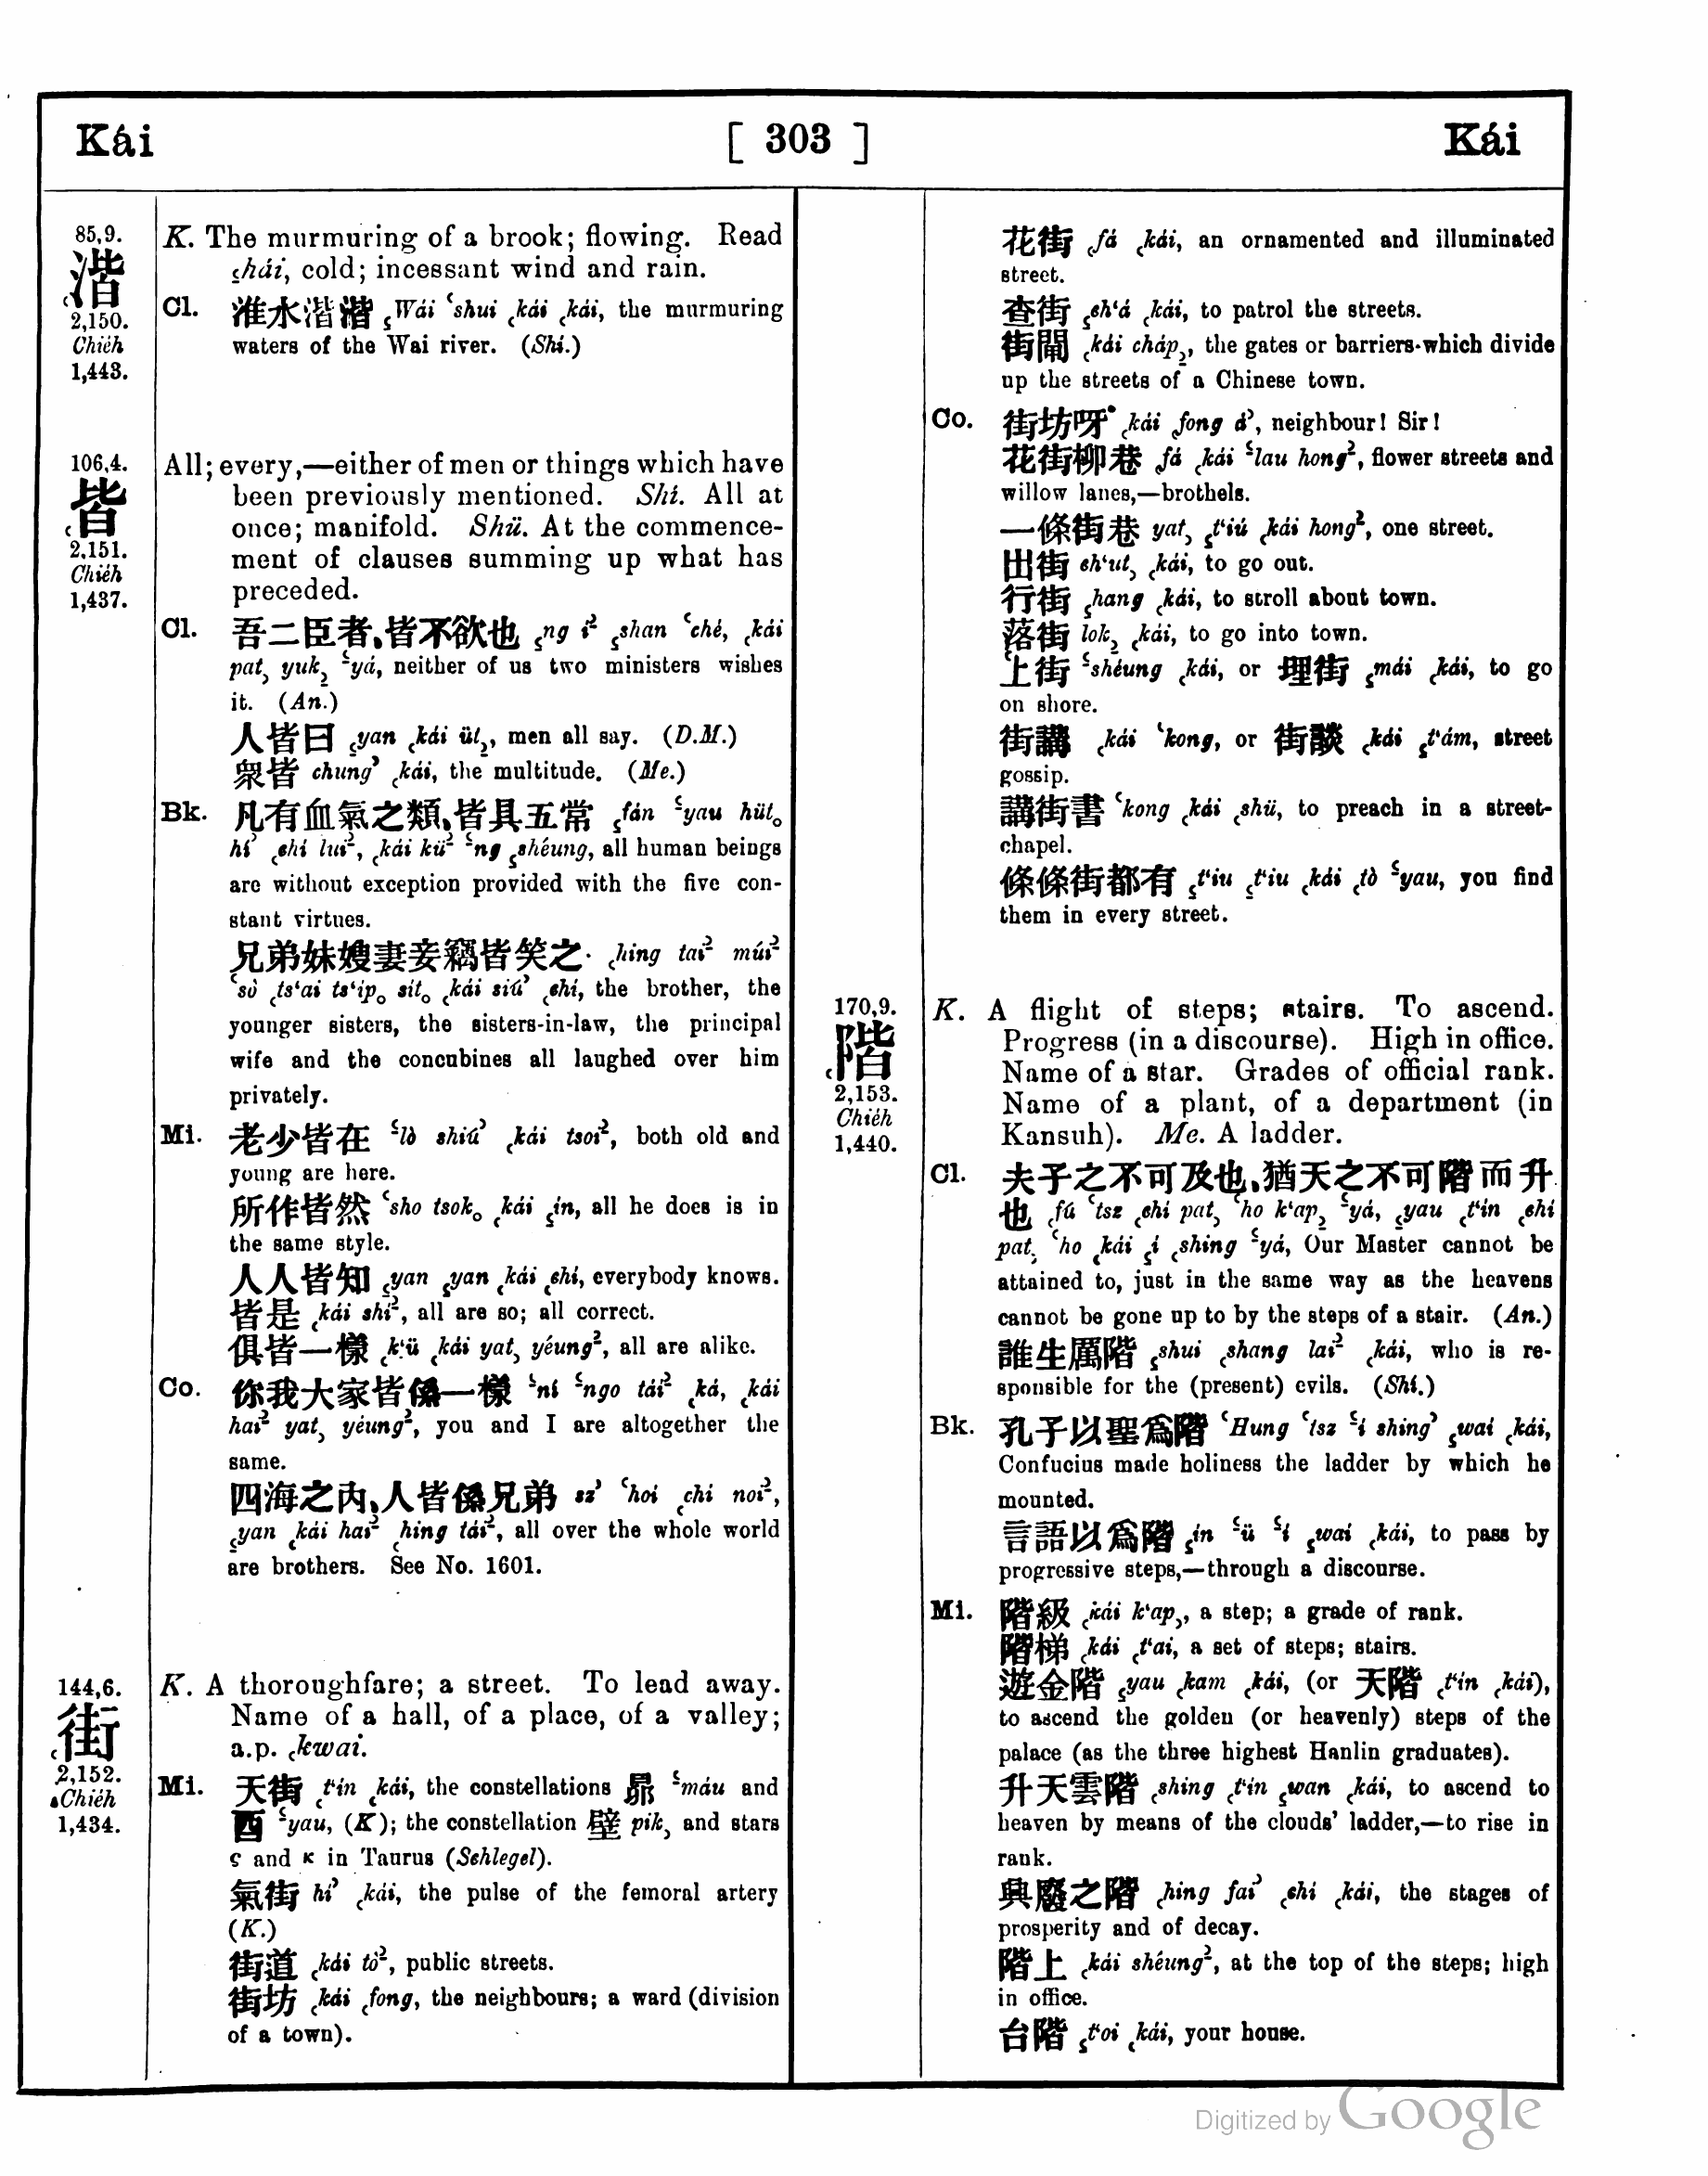 Kái [ 303 ] Kái
85,9.
湝
2,150.
Chiéh
1,443.
K. The murmuring of a brook; flowing. Read
꜁hái, cold; incessant wind and rain.
Cl. 淮水湝湝 ꜁Wái ꜂shui ꜀kái ꜀kái, the murmuring
waters of the Wai river. (Shí.)
106,4.
皆
2,151.
Chiéh
1,437.
All; every,—either of men or things which have
been previously mentioned. Shí. All at
once; manifold. Shü. At the commence-
ment of clauses summing up what has
preceded.
Cl. 吾二臣者、皆不欲也 ꜁ng í² ꜁shan ꜂ché, ꜀kái
pat꜆ yuk꜇ ꜃yá, neither of us two ministers wishes
it. (An.)
人皆曰 ꜁yan ꜀kái üt꜇, men all say. (D.M.)
衆皆 chung꜄ ꜀kái, the multitude. (Me.)
Bk. 凡有血氣之類、皆具五常 ꜁fán ꜃yau hüt。
hí꜄ ꜀chí lui², ꜀kái kü² ꜃ng ꜁shéung, all human beings
are without exception provided with the five con-
stant virtues.
兄弟妹嫂妻妾竊皆笑之 ꜀hing tai² múi²
꜂sò ꜀ts‘ai ts‘ip。 sít。 ꜀kái siú꜄ ꜀chí, the brother, the
younger sisters, the sisters-in-law, the principal
wife and the concubines all laughed over him
privately.
Mi. 老少皆在 ꜃lò shiú꜄ ꜀kái tsoi², both old and
young are here.
所作皆然 ꜂sho tsok。 ꜀kái ꜁ín, all he does is in
the same style.
人人皆知 ꜁yan ꜁yan ꜀kái ꜀chí, everybody knows.
皆是 ꜀kái shí², all are so; all correct.
俱皆一樣 ꜀k‘ü ꜀kái yat꜆ yéung², all are alike.
Co. 你我大家皆係一樣 ꜃ní ꜃ngo tái² ꜀ká, ꜀kái
hai² yat꜆ yéung², you and I are altogether the
same.
四海之內、人皆係兄弟 sz꜄ ꜂hoi ꜀chi noi²,
꜁yan ꜀kái hai² ꜀hing tái², all over the whole world
are brothers. See No. 1601.
144,6.
街
2,152.
Chiéh
1,434.
K. A thoroughfare; a street. To lead away.
Name of a hall, of a place, of a valley;
a.p. ꜀kwai.
Mi. 天街 ꜀t‘ín ꜀kái, the constellations 昴 ꜃máu and
酉 ꜃yau, (K); the constellation 壁 pik꜆ and stars
ς and κ in Taurus (Schlegel).
氣街 hí꜄ ꜀kái, the pulse of the femoral artery
(K.)
街道 ꜀kái tò², public streets.
街坊 ꜀kái ꜀fong, the neighbours; a ward (division
of a town).
花街 ꜀fá ꜀kái, an ornamented and illuminated
street.
查街 ꜁ch‘á ꜀kái, to patrol the streets.
街閘 ꜀kái cháp꜇, the gates or barriers which divide
up the streets of a Chinese town.
Co. 街坊呀 ꜀kái ꜀fong á꜄, neighbour! Sir!
花街柳巷 ꜀fá ꜀kái ꜃lau hong², flower streets and
willow lanes,—brothels.
一條街巷 yat꜆ ꜁t‘iú ꜀kái hong², one street.
出街 ch‘ut꜆ ꜀kái, to go out.
行街 ꜁hang ꜀kái, to stroll about town.
落街 lok꜇ ꜀kái, to go into town.
上街 ꜃shéung ꜀kái, or 埋街 ꜁mái ꜀kái, to go
on shore.
街講 ꜀kái ꜂kong, or 街談 ꜀kái ꜁t‘ám, street
gossip.
講街書 ꜂kong ꜀kái ꜀shü, to preach in a street-
chapel.
條條街都有 ꜁t‘iu ꜁t‘iu ꜀kái ꜀tò ꜃yau, you find
them in every street.
170,9.
階
2,153.
Chiéh
1,440.
K. A flight of steps; stairs. To ascend.
Progress (in a discourse). High in office.
Name of a star. Grades of official rank.
Name of a plant, of a department (in
Kansuh). Me. A ladder.
Cl. 夫子之不可及也、猶天之不可階而升
也 ꜀fú ꜂tsz ꜀chí pat꜆ ꜂ho k‘ap꜇ ꜃yá, ꜁yau ꜀t‘ín ꜀chí
pat꜆ ꜂ho ꜀kái ꜁í ꜀shing ꜃yá, Our Master cannot be
attained to, just in the same way as the heavens
cannot be gone up to by the steps of a stair. (An.)
誰生厲階 ꜁shui ꜀shang lai² ꜀kái, who is re-
sponsible for the (present) evils. (Shí.)
Bk. 孔子以聖爲階 ꜂Hung ꜂tsz ꜃í shing꜄ ꜁wai ꜀kái,
Confucius made holiness the ladder by which he
mounted.
言語以爲階 ꜁ín ꜃ü ꜃í ꜁wai ꜀kái, to pass by
progressive steps,—through a discourse.
Mi. 階級 ꜀kái k‘ap꜆, a step; a grade of rank.
階梯 ꜀kái ꜀t‘ai, a set of steps; stairs.
遊金階 ꜁yau ꜀kam ꜀kái, (or 天階 ꜀t‘ín ꜀kái),
to ascend the golden (or heavenly) steps of the
palace (as the three highest Hanlin graduates).
升天雲階 ꜀shing ꜀t‘ín ꜁wan ꜀kái, to ascend to
heaven by means of the clouds’ ladder,—to rise in
rank.
興廢之階 ꜀hing fai꜄ ꜀chí ꜀kái, the stages of
prosperity and of decay.
階上 ꜀kái shéung², at the top of the steps; high
in office.
台階 ꜁t‘oi ꜀kái, your house.
Digitized by Google